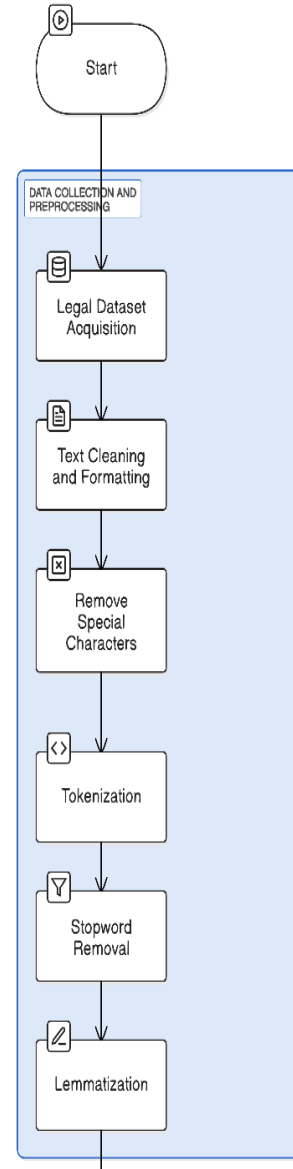 Start
DATA COLLECTION AND
PREPROCESSING
Legal Dataset
Acquisition
Text Cleaning
and Formatting
Remove
Special
Characters
Tokenization
Stopword
Removal
Lemmatization